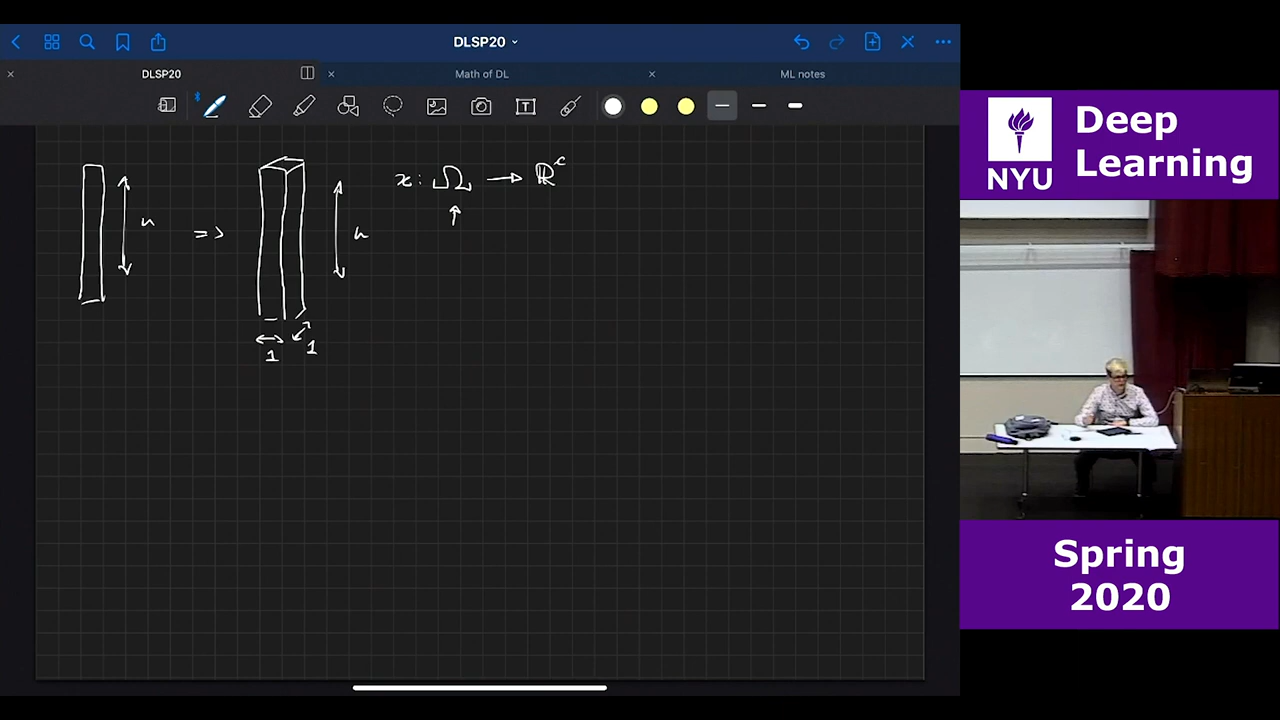 DLSP20
DLSP20
Math of DL
ML notes
T
n
=>
n
1
1
x: Ω → ℝᶜ
↑
NYU
Deep
Learning
Spring
2020